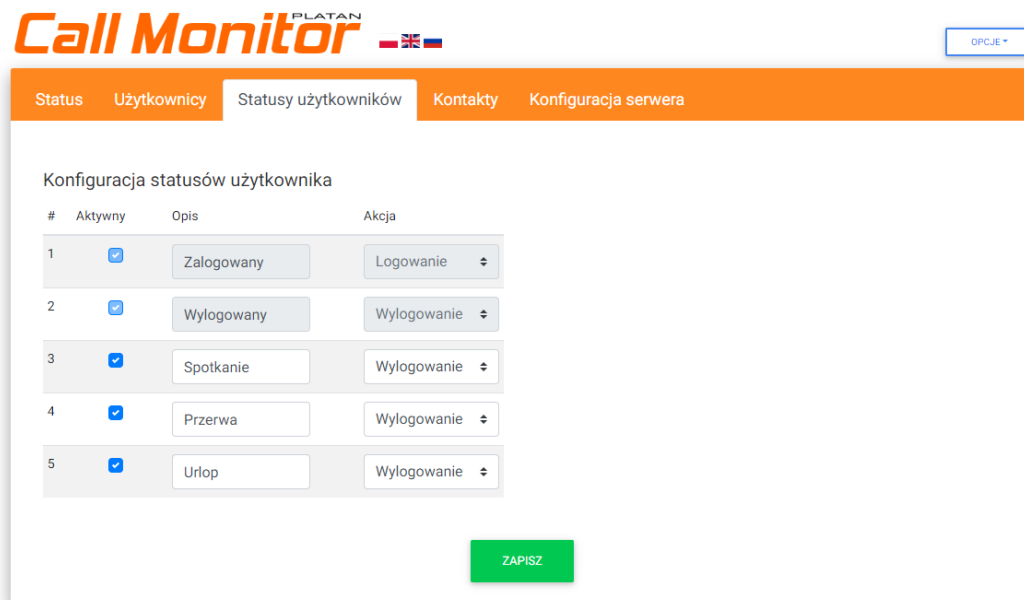 PLATAN
Call Monitor
OPCJE
Status Użytkownicy Statusy użytkowników Kontakty Konfiguracja serwera
Konfiguracja statusów użytkownika
# Aktywny Opis Akcja
1 Zalogowany Logowanie
2 Wylogowany Wylogowanie
3 Spotkanie Wylogowanie
4 Przerwa Wylogowanie
5 Urlop Wylogowanie
ZAPISZ